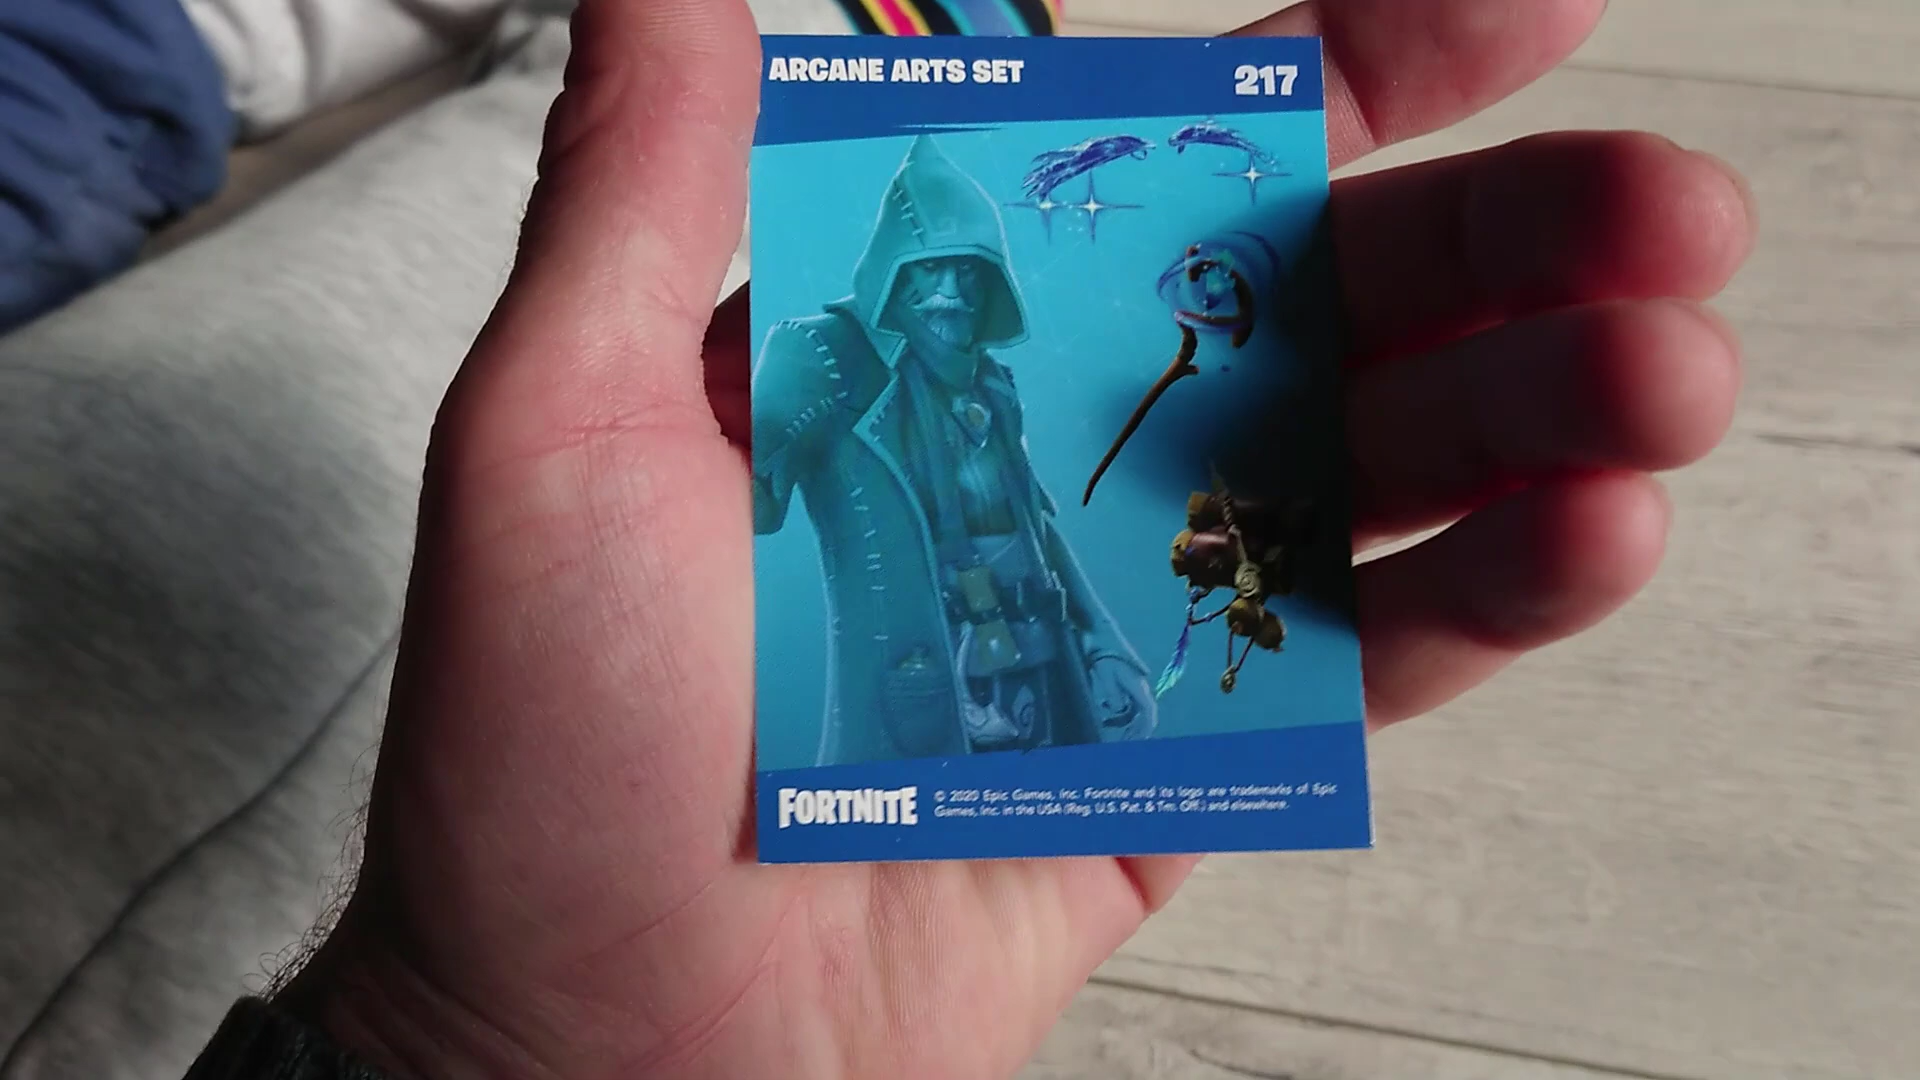 ARCANE ARTS SET
217
FORTNITE
© 2020 Epic Games, Inc. Fortnite and its logo are trademarks of Epic
Games, Inc. in the USA (Reg. U.S. Pat. & Tm. Off.) and elsewhere.